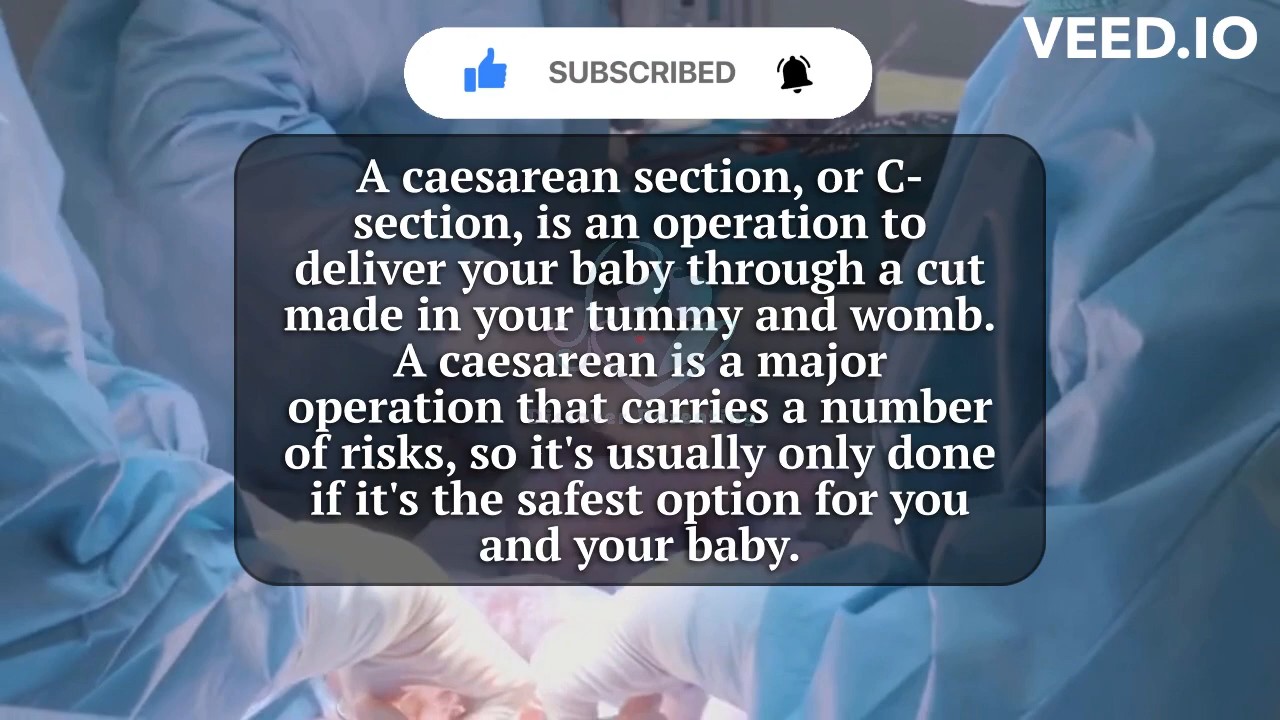 VEED.IO
SUBSCRIBED
A caesarean section, or C-
section, is an operation to
deliver your baby through a cut
made in your tummy and womb.
A caesarean is a major
operation that carries a number
of risks, so it's usually only done
if it's the safest option for you
and your baby.